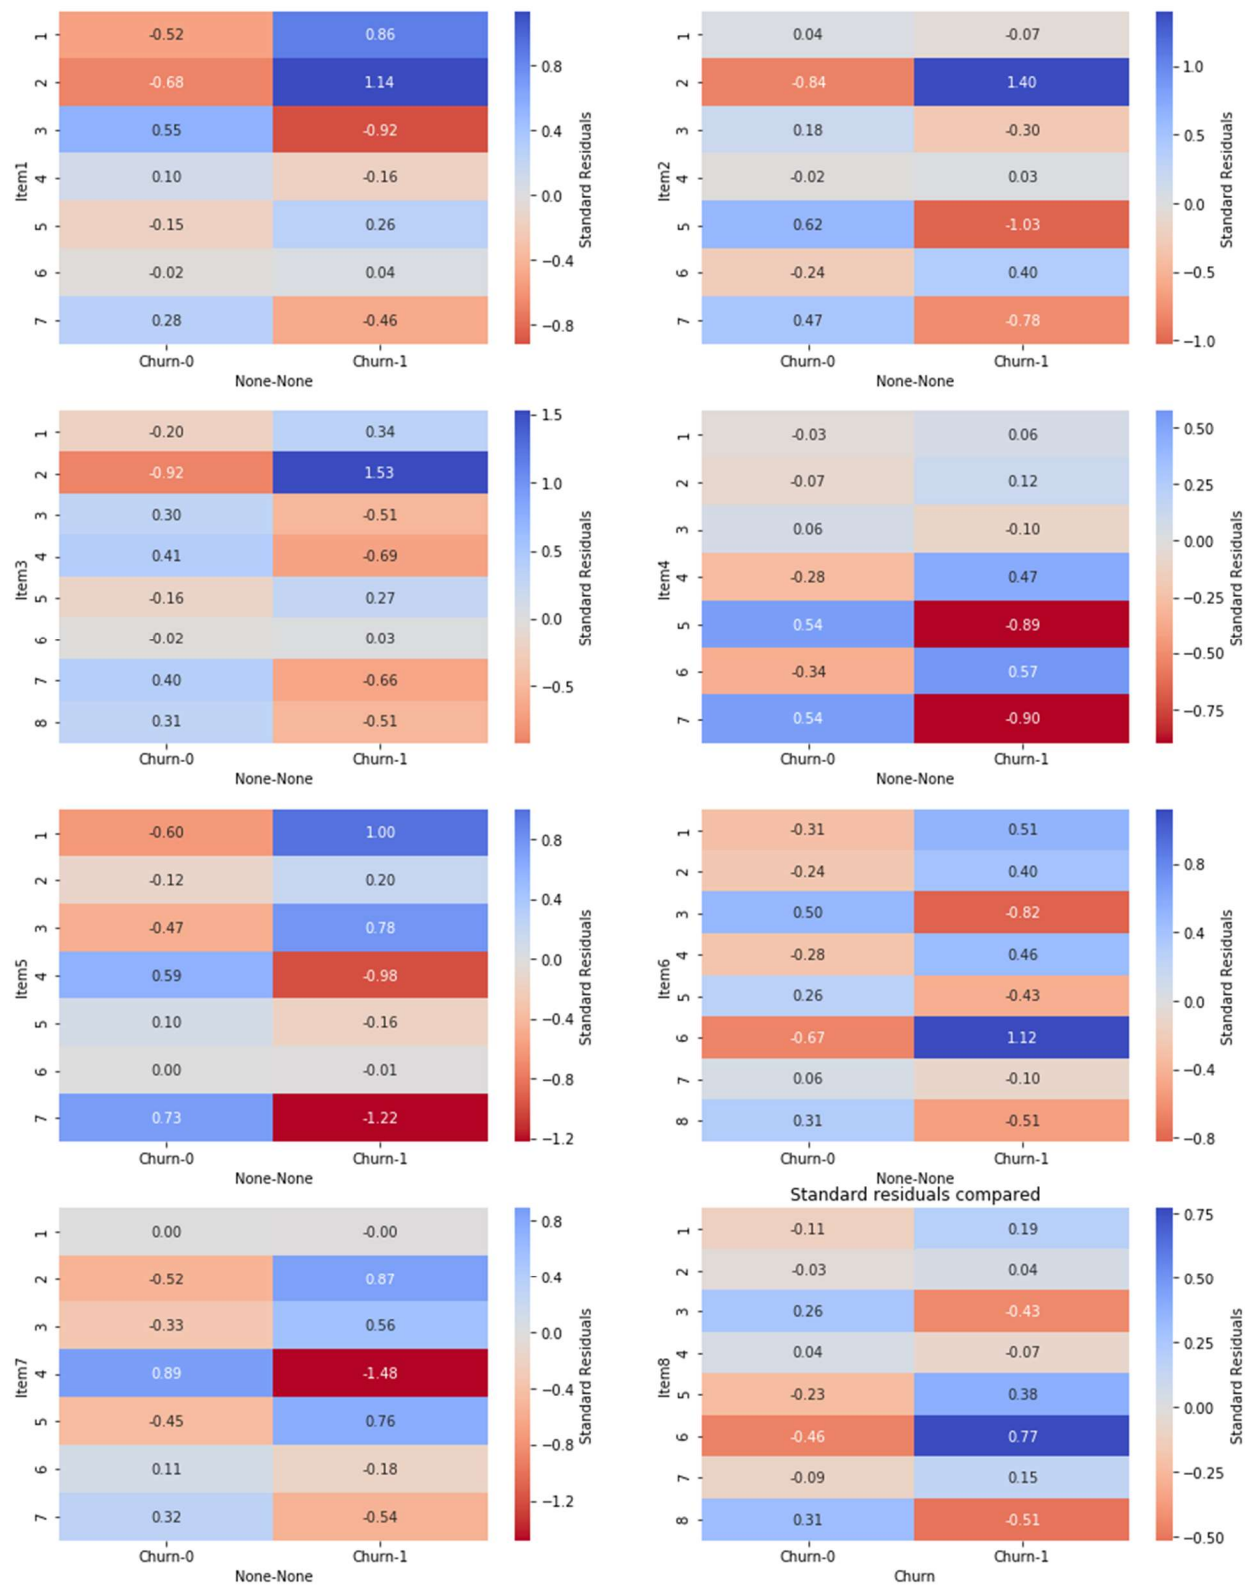 1 -0.52 0.86
2 -0.68 1.14
3 0.55 -0.92
4 0.10 -0.16
5 -0.15 0.26
6 -0.02 0.04
7 0.28 -0.46
Item1
Churn-0 Churn-1
None-None
0.8
0.4
0.0
−0.4
−0.8
Standard Residuals
1 0.04 -0.07
2 -0.84 1.40
3 0.18 -0.30
4 -0.02 0.03
5 0.62 -1.03
6 -0.24 0.40
7 0.47 -0.78
Item2
Churn-0 Churn-1
None-None
1.0
0.5
0.0
−0.5
−1.0
Standard Residuals
1 -0.20 0.34
2 -0.92 1.53
3 0.30 -0.51
4 0.41 -0.69
5 -0.16 0.27
6 -0.02 0.03
7 0.40 -0.66
8 0.31 -0.51
Item3
Churn-0 Churn-1
None-None
1.5
1.0
0.5
0.0
−0.5
Standard Residuals
1 -0.03 0.06
2 -0.07 0.12
3 0.06 -0.10
4 -0.28 0.47
5 0.54 -0.89
6 -0.34 0.57
7 0.54 -0.90
Item4
Churn-0 Churn-1
None-None
0.50
0.25
0.00
−0.25
−0.50
−0.75
Standard Residuals
1 -0.60 1.00
2 -0.12 0.20
3 -0.47 0.78
4 0.59 -0.98
5 0.10 -0.16
6 0.00 -0.01
7 0.73 -1.22
Item5
Churn-0 Churn-1
None-None
0.8
0.4
0.0
−0.4
−0.8
−1.2
Standard Residuals
1 -0.31 0.51
2 -0.24 0.40
3 0.50 -0.82
4 -0.28 0.46
5 0.26 -0.43
6 -0.67 1.12
7 0.06 -0.10
8 0.31 -0.51
Item6
Churn-0 Churn-1
None-None
0.8
0.4
0.0
−0.4
−0.8
Standard Residuals
1 0.00 -0.00
2 -0.52 0.87
3 -0.33 0.56
4 0.89 -1.48
5 -0.45 0.76
6 0.11 -0.18
7 0.32 -0.54
Item7
Churn-0 Churn-1
None-None
0.8
0.4
0.0
−0.4
−0.8
−1.2
Standard Residuals
Standard residuals compared
1 -0.11 0.19
2 -0.03 0.04
3 0.26 -0.43
4 0.04 -0.07
5 -0.23 0.38
6 -0.46 0.77
7 -0.09 0.15
8 0.31 -0.51
Item8
Churn-0 Churn-1
Churn
0.75
0.50
0.25
0.00
−0.25
−0.50
Standard Residuals